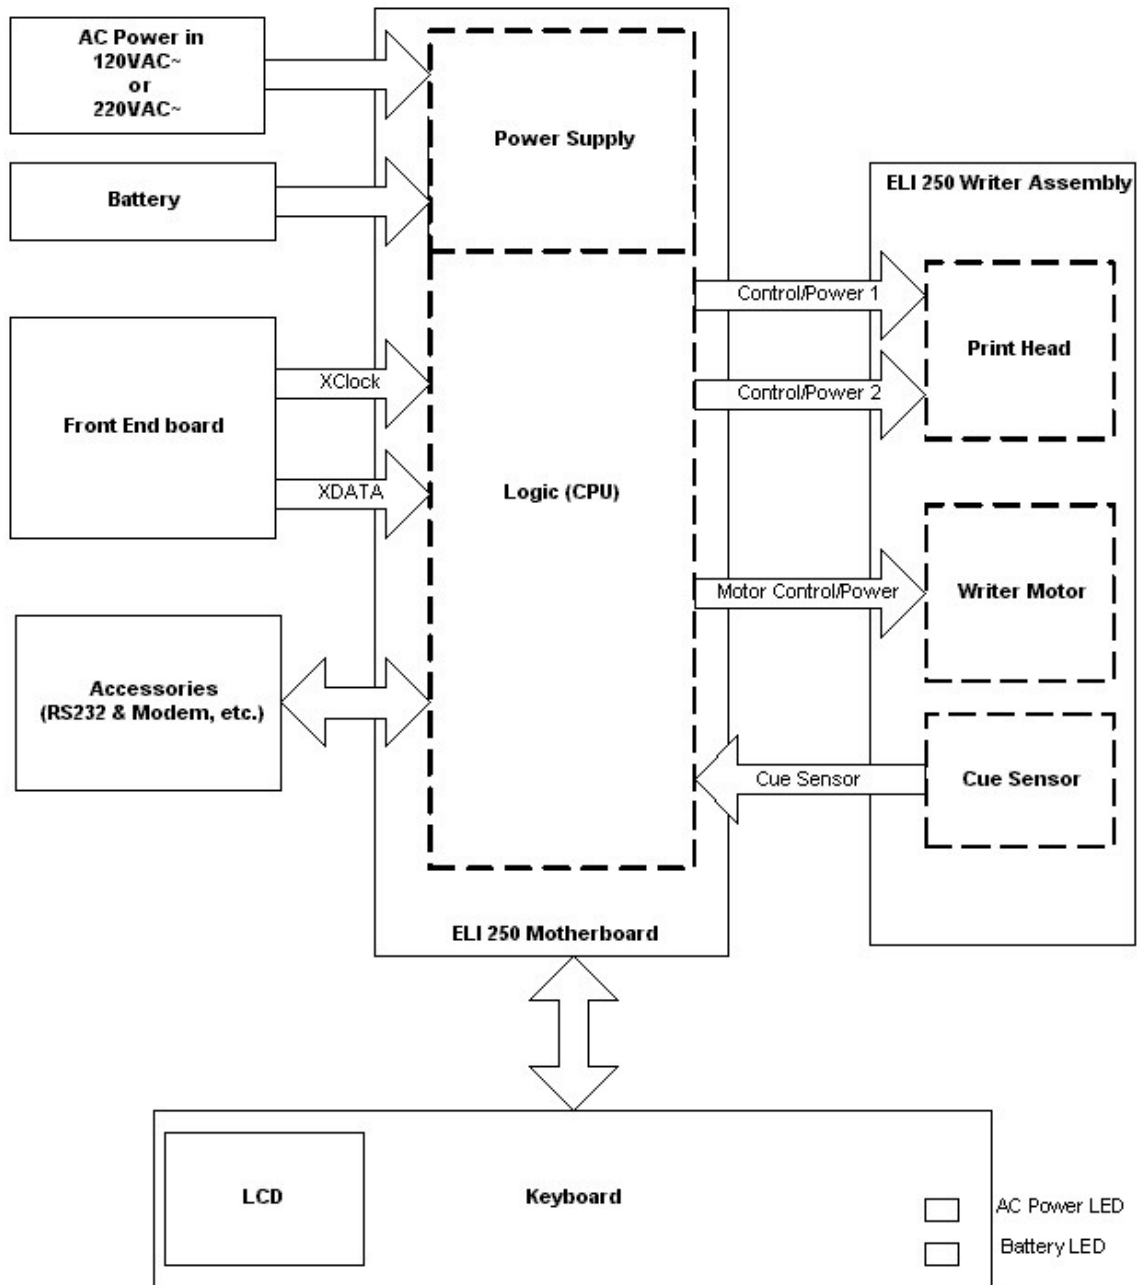 AC Power in
120VAC~
or
220VAC~
Power Supply
Battery
ELI 250 Writer Assembly
Control/Power 1
Print Head
XClock
Control/Power 2
Front End board
XDATA
Logic (CPU)
Motor Control/Power
Writer Motor
Accessories
(RS232 & Modem, etc.)
Cue Sensor
Cue Sensor
ELI 250 Motherboard
LCD
Keyboard
AC Power LED
Battery LED